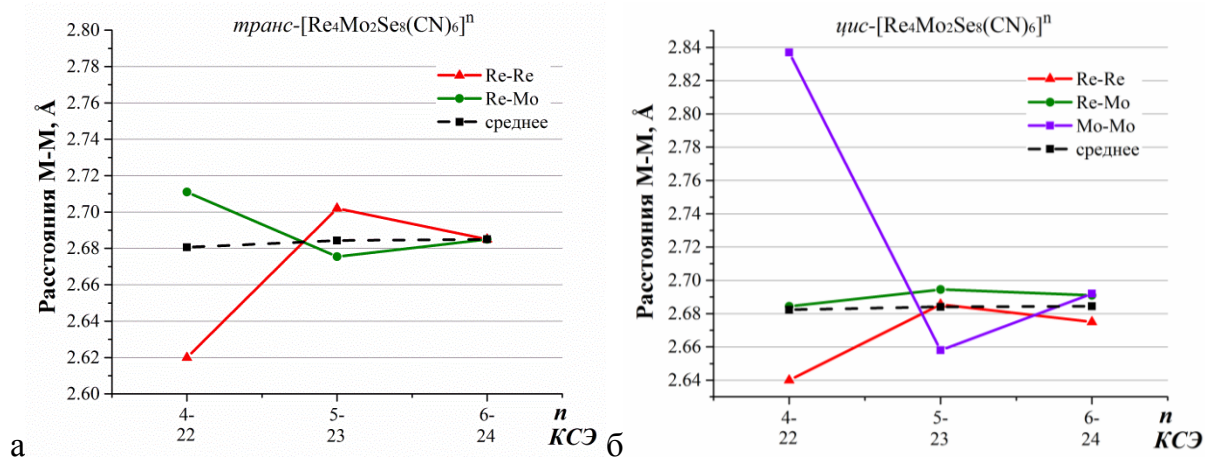 транс-[Re₄Mo₂Se₈(CN)₆]ⁿ
Расстояния М-М, Å
2.80
2.78
2.76
2.74
2.72
2.70
2.68
2.66
2.64
2.62
2.60
Re-Re
Re-Mo
среднее
4-
5-
6-
n
22
23
24
КСЭ
а
цис-[Re₄Mo₂Se₈(CN)₆]ⁿ
Расстояния М-М, Å
2.84
2.82
2.80
2.78
2.76
2.74
2.72
2.70
2.68
2.66
2.64
Re-Re
Re-Mo
Mo-Mo
среднее
4-
5-
6-
n
22
23
24
КСЭ
б